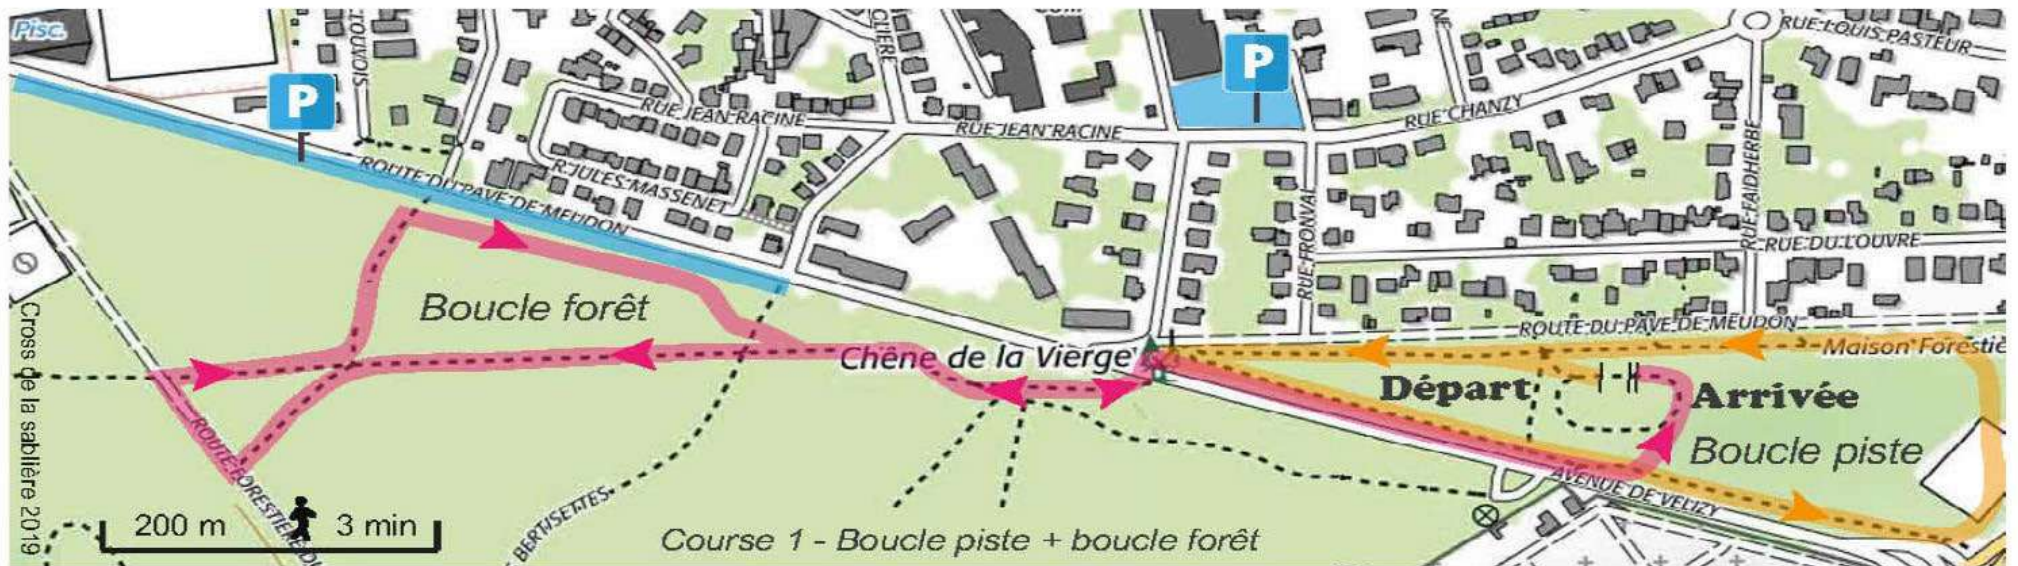 Pisc.
P
P
RUE LOUIS PASTEUR
RUE CHANZY
RUE JEAN RACINE
RUE JEAN RACINE
R. JULES MASSENET
ROUTE DU PAVE DE MEUDON
RUE FAIDHERBE
RUE FRONVAL
RUE DU LOUVRE
Boucle forêt
ROUTE DU PAVE DE MEUDON
Maison Forestiè
Chêne de la Vierge
Départ
Arrivée
Boucle piste
AVENUE DE VELIZY
ROUTE FORESTIERE DU
BERTISETTES
200 m 3 min
Course 1 - Boucle piste + boucle forêt
Cross de la sablière 2019